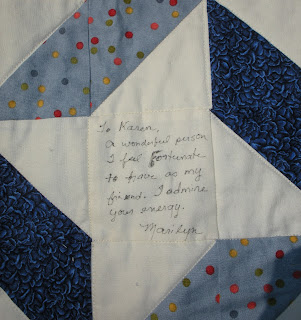 To Karen,
a wonderful person
I feel fortunate
to have as my
friend. I admire
your energy.
Marilyn